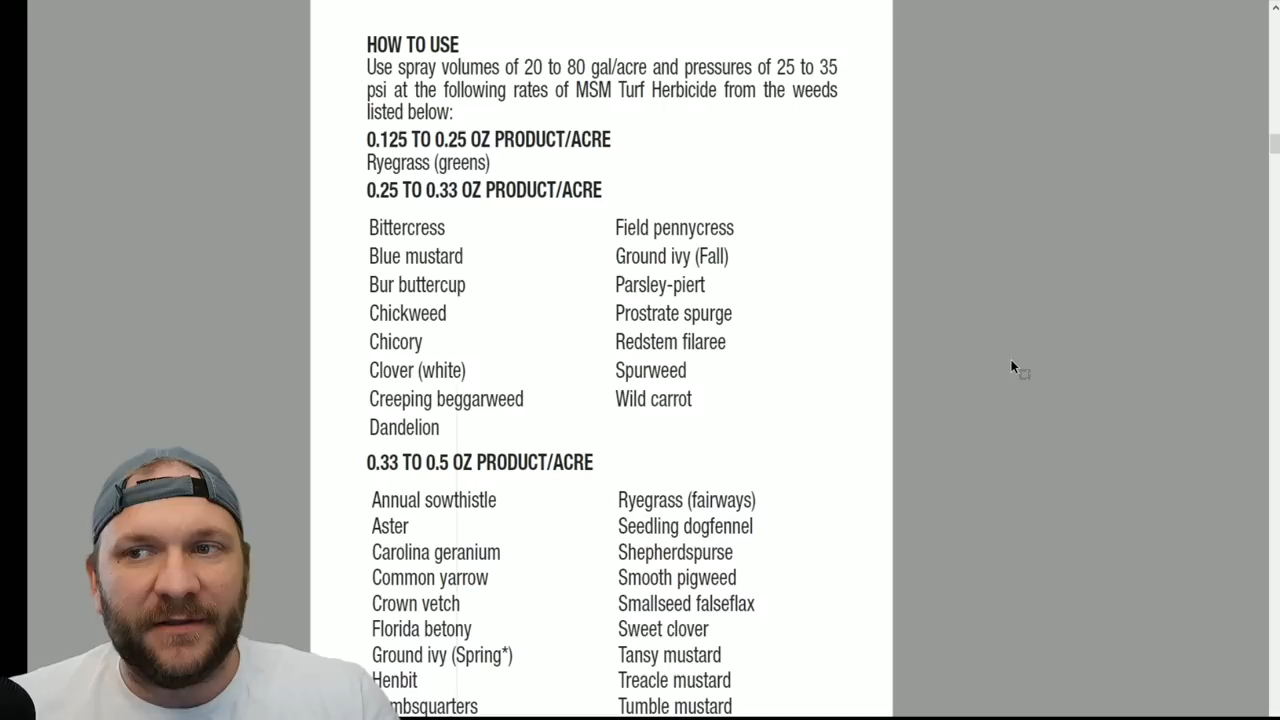 HOW TO USE
Use spray volumes of 20 to 80 gal/acre and pressures of 25 to 35
psi at the following rates of MSM Turf Herbicide from the weeds
listed below:
0.125 TO 0.25 OZ PRODUCT/ACRE
Ryegrass (greens)
0.25 TO 0.33 OZ PRODUCT/ACRE
Bittercress
Blue mustard
Bur buttercup
Chickweed
Chicory
Clover (white)
Creeping beggarweed
Dandelion
Field pennycress
Ground ivy (Fall)
Parsley-piert
Prostrate spurge
Redstem filaree
Spurweed
Wild carrot
0.33 TO 0.5 OZ PRODUCT/ACRE
Annual sowthistle
Aster
Carolina geranium
Common yarrow
Crown vetch
Florida betony
Ground ivy (Spring*)
Henbit
Ryegrass (fairways)
Seedling dogfennel
Shepherdspurse
Smooth pigweed
Smallseed falseflax
Sweet clover
Tansy mustard
Treacle mustard
Tumble mustard